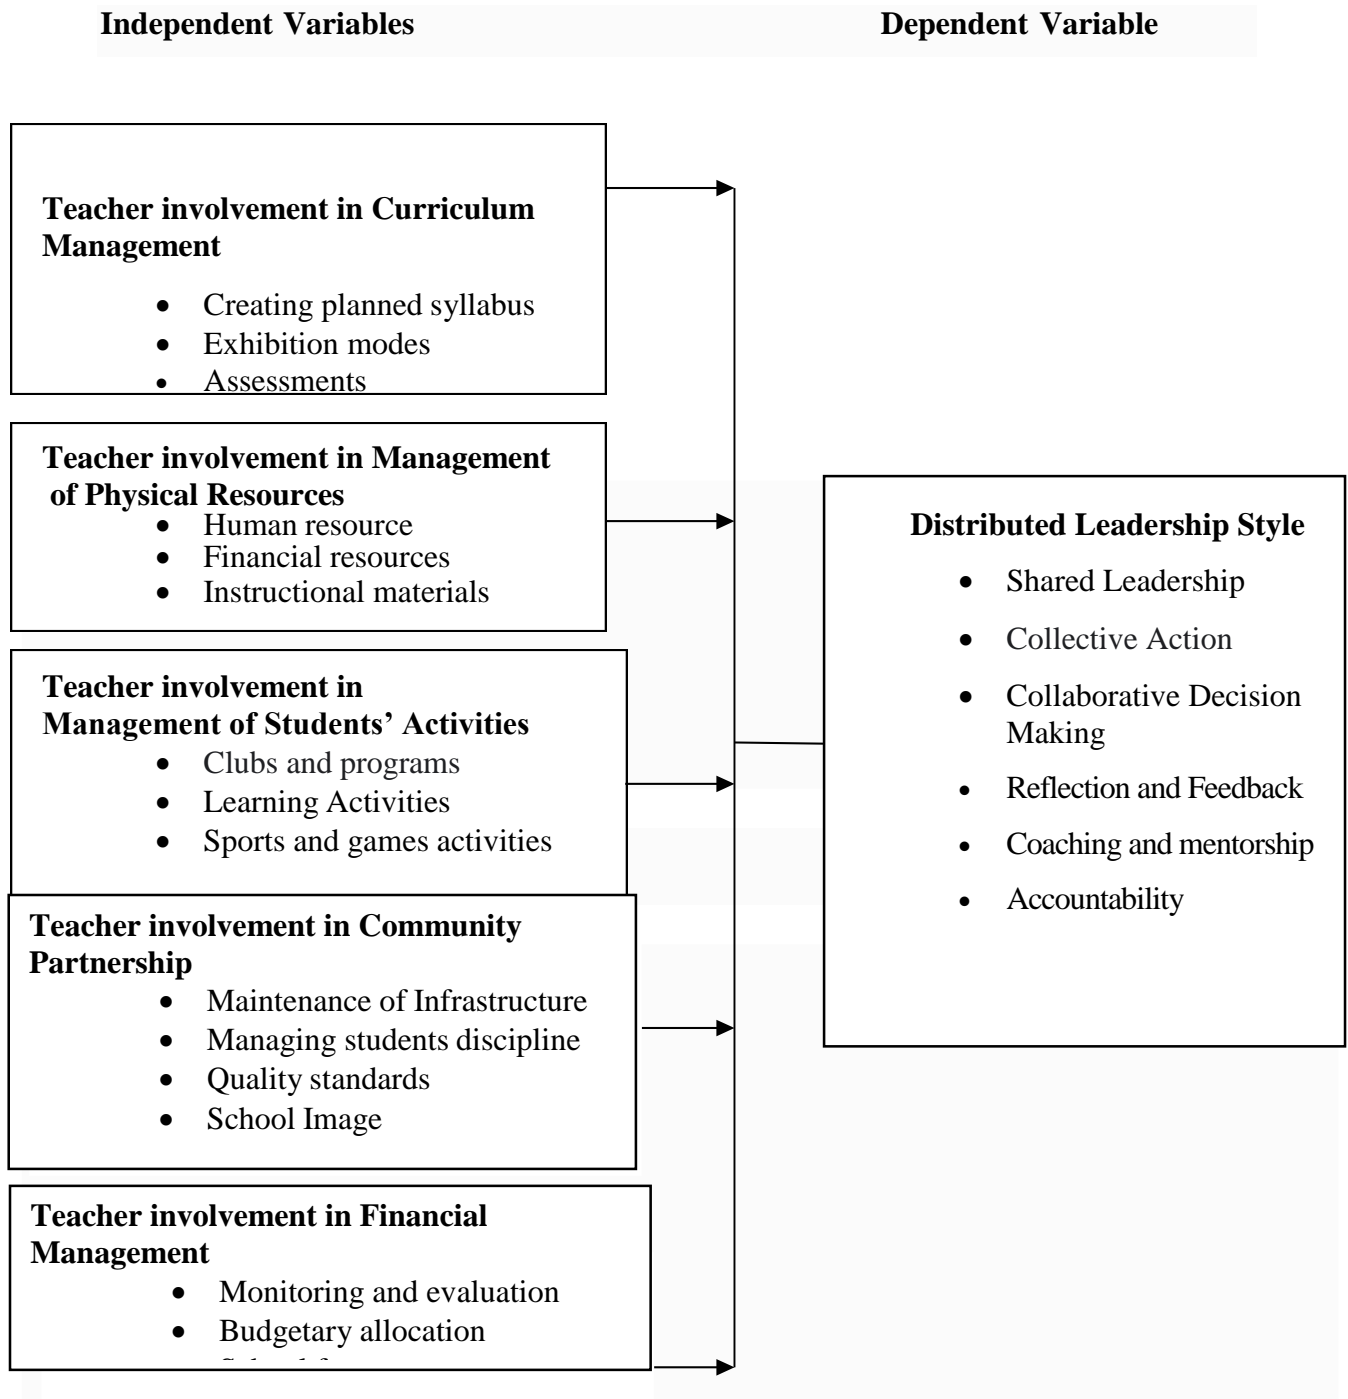 Independent Variables
Dependent Variable
Teacher involvement in Curriculum
Management
• Creating planned syllabus
• Exhibition modes
• Assessments
Teacher involvement in Management
of Physical Resources
• Human resource
• Financial resources
• Instructional materials
Teacher involvement in
Management of Students’ Activities
• Clubs and programs
• Learning Activities
• Sports and games activities
Teacher involvement in Community
Partnership
• Maintenance of Infrastructure
• Managing students discipline
• Quality standards
• School Image
Teacher involvement in Financial
Management
• Monitoring and evaluation
• Budgetary allocation
Distributed Leadership Style
• Shared Leadership
• Collective Action
• Collaborative Decision
Making
• Reflection and Feedback
• Coaching and mentorship
• Accountability